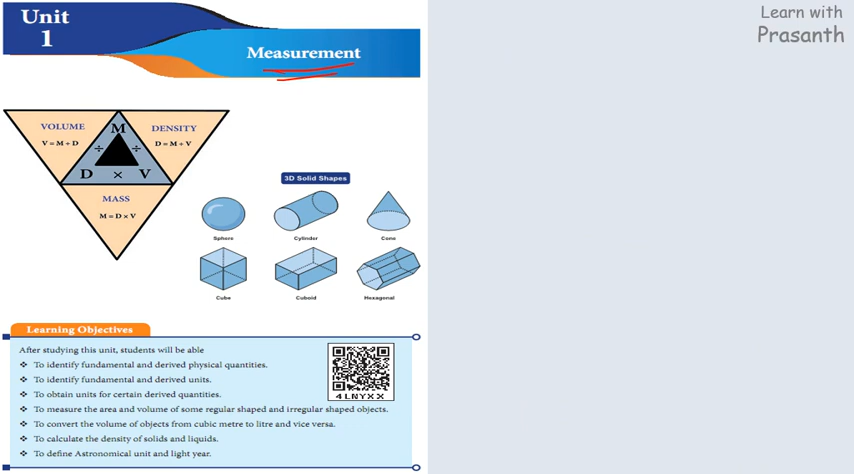 Unit
1
Measurement
Learn with
Prasanth
VOLUME
V = M ÷ D
M
DENSITY
D = M ÷ V
÷ ÷
D × V
MASS
M = D × V
3D Solid Shapes
Sphere
Cylinder
Cone
Cube
Cuboid
Hexagonal
Learning Objectives
After studying this unit, students will be able
❖ To identify fundamental and derived physical quantities.
❖ To identify fundamental and derived units.
❖ To obtain units for certain derived quantities.
❖ To measure the area and volume of some regular shaped and irregular shaped objects.
❖ To convert the volume of objects from cubic metre to litre and vice versa.
❖ To calculate the density of solids and liquids.
❖ To define Astronomical unit and light year.
4LNYXX